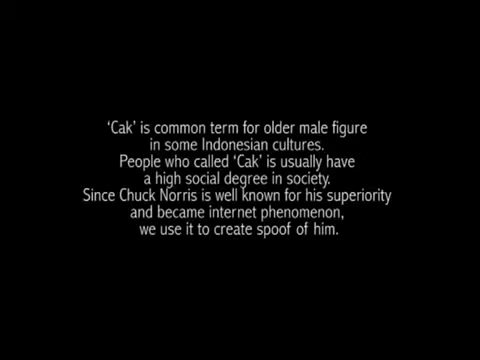 ‘Cak’ is common term for older male figure
in some Indonesian cultures.
People who called ‘Cak’ is usually have
a high social degree in society.
Since Chuck Norris is well known for his superiority
and became internet phenomenon,
we use it to create spoof of him.